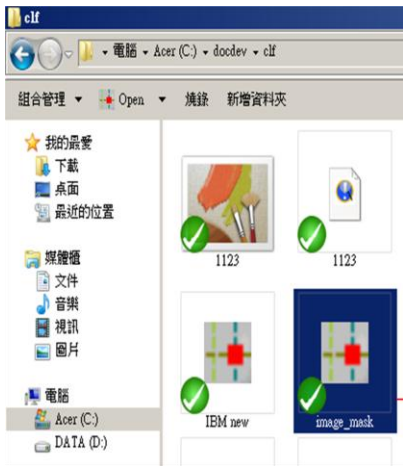 clf
電腦 Acer (C:) docdev clf
組合管理 Open 燒錄 新增資料夾
我的最愛
下載
桌面
最近的位置
媒體櫃
文件
音樂
視訊
圖片
電腦
Acer (C:)
DATA (D:)
1123
1123
IBM new
image_mask